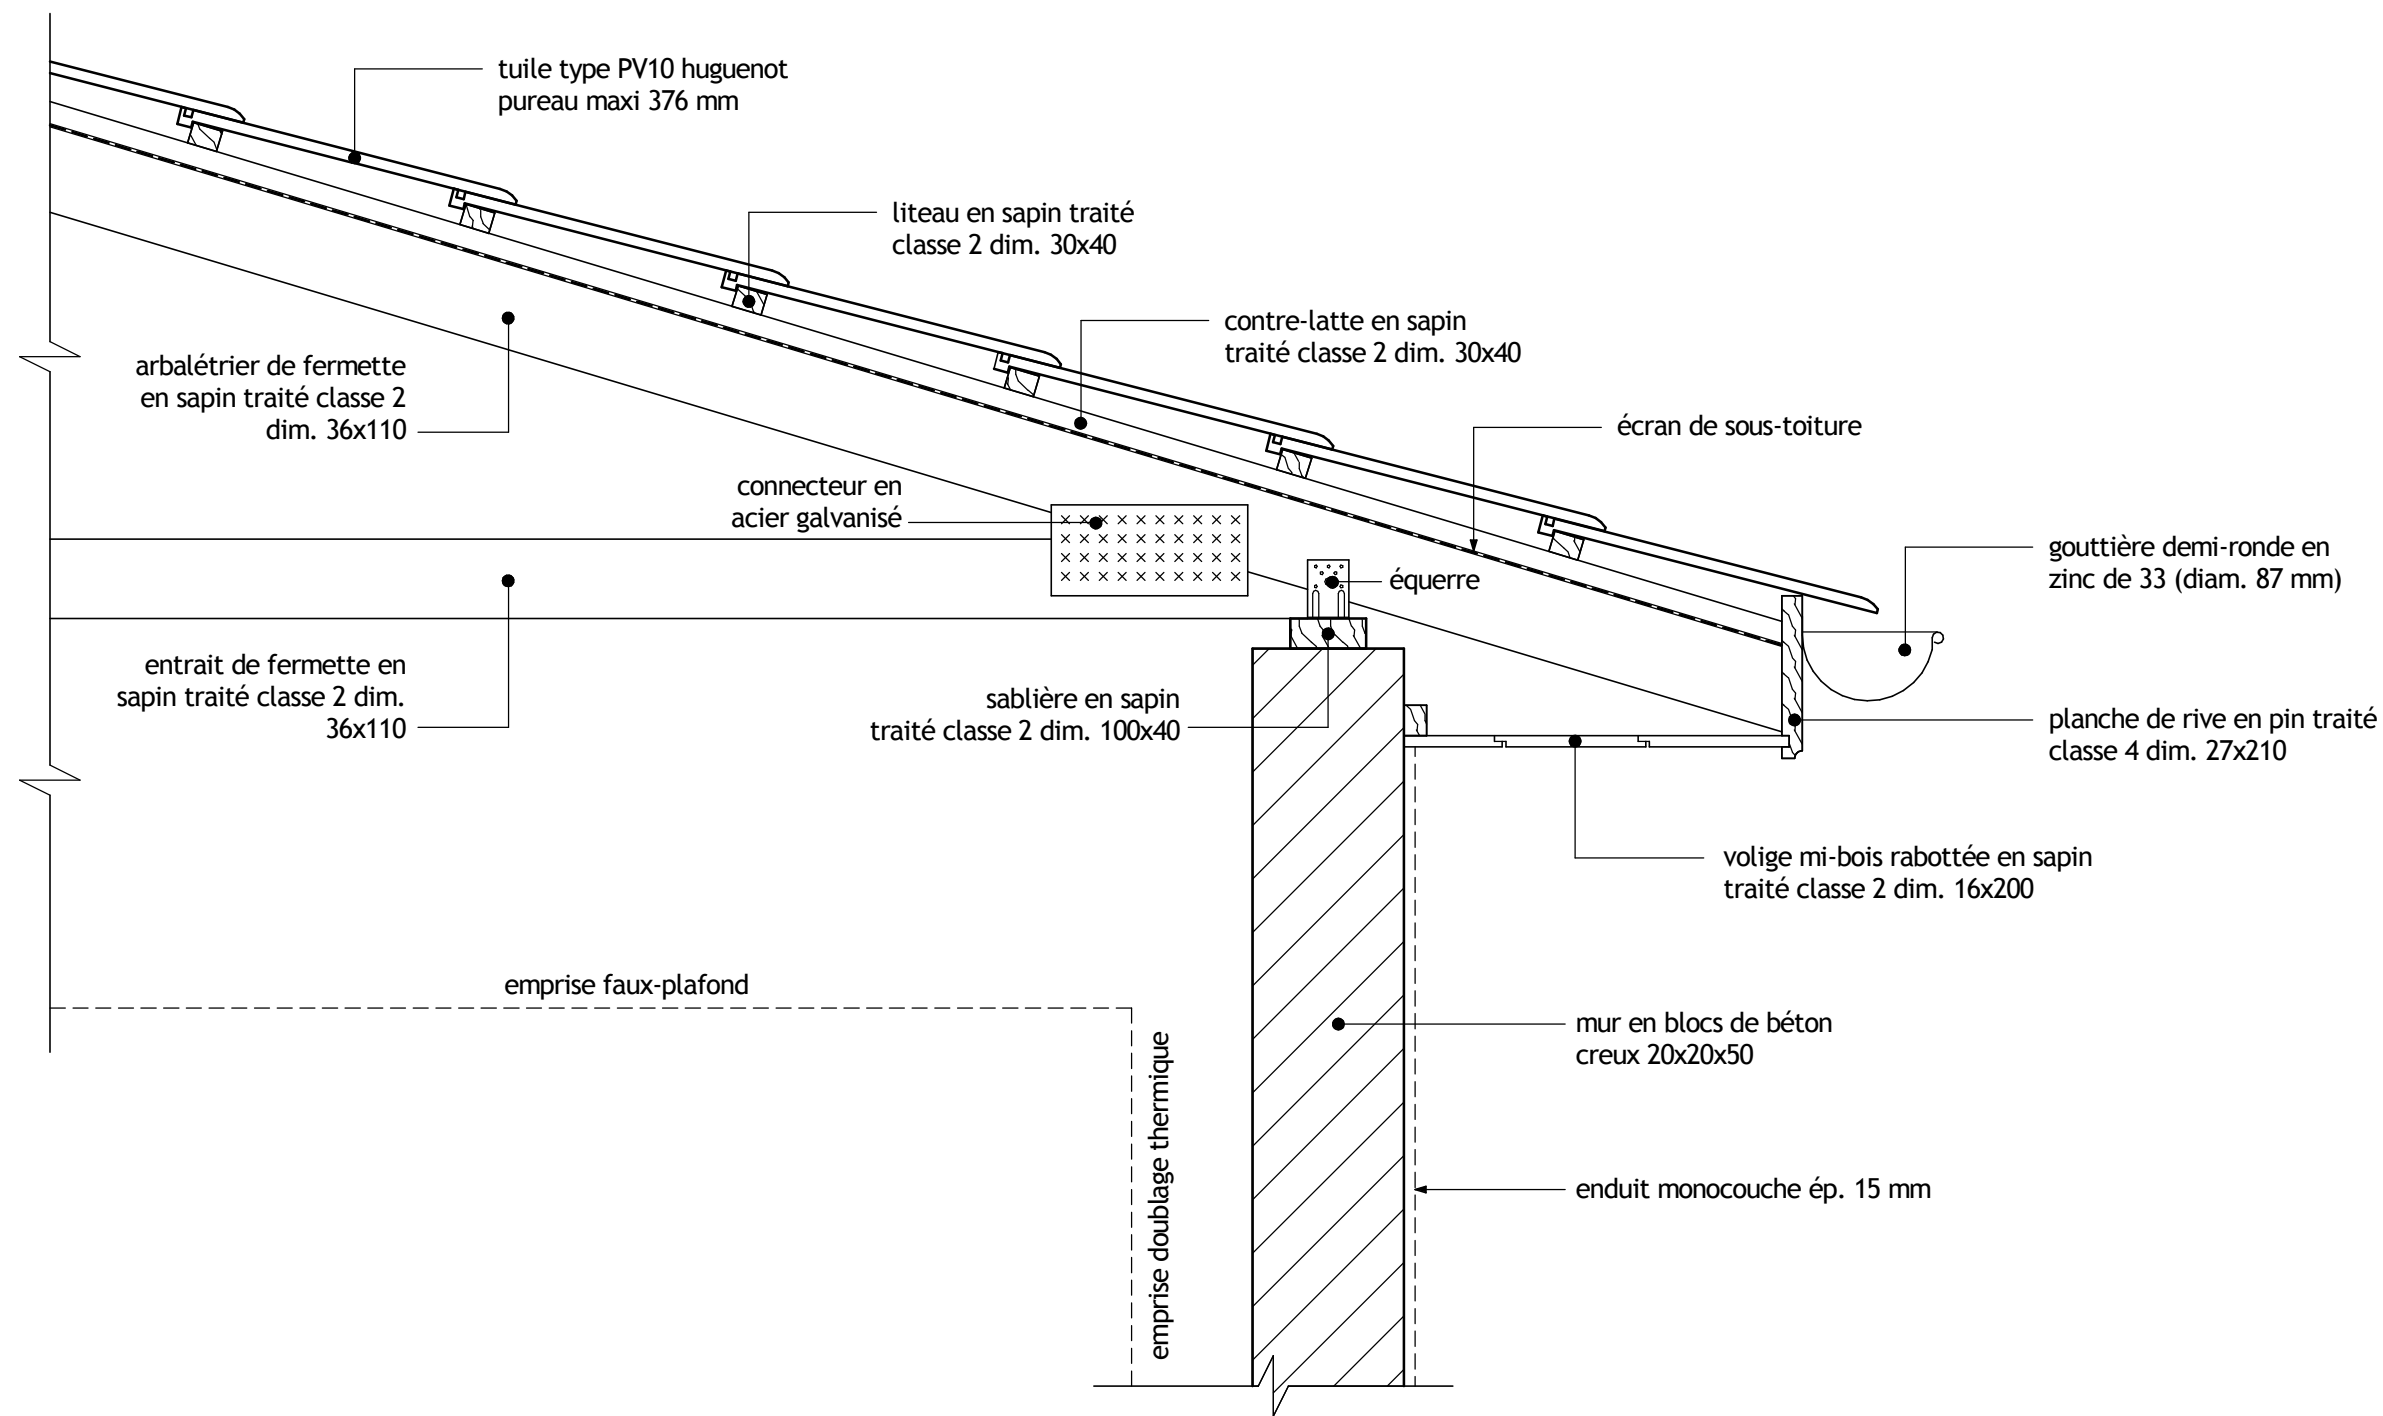 tuile type PV10 huguenot
pureau maxi 376 mm
liteau en sapin traité
classe 2 dim. 30x40
contre-latte en sapin
traité classe 2 dim. 30x40
arbalétrier de fermette
en sapin traité classe 2
dim. 36x110
écran de sous-toiture
connecteur en
acier galvanisé
gouttière demi-ronde en
zinc de 33 (diam. 87 mm)
équerre
entrait de fermette en
sapin traité classe 2 dim.
36x110
sablière en sapin
traité classe 2 dim. 100x40
planche de rive en pin traité
classe 4 dim. 27x210
volige mi-bois rabottée en sapin
traité classe 2 dim. 16x200
emprise faux-plafond
mur en blocs de béton
creux 20x20x50
emprise doublage thermique
enduit monocouche ép. 15 mm